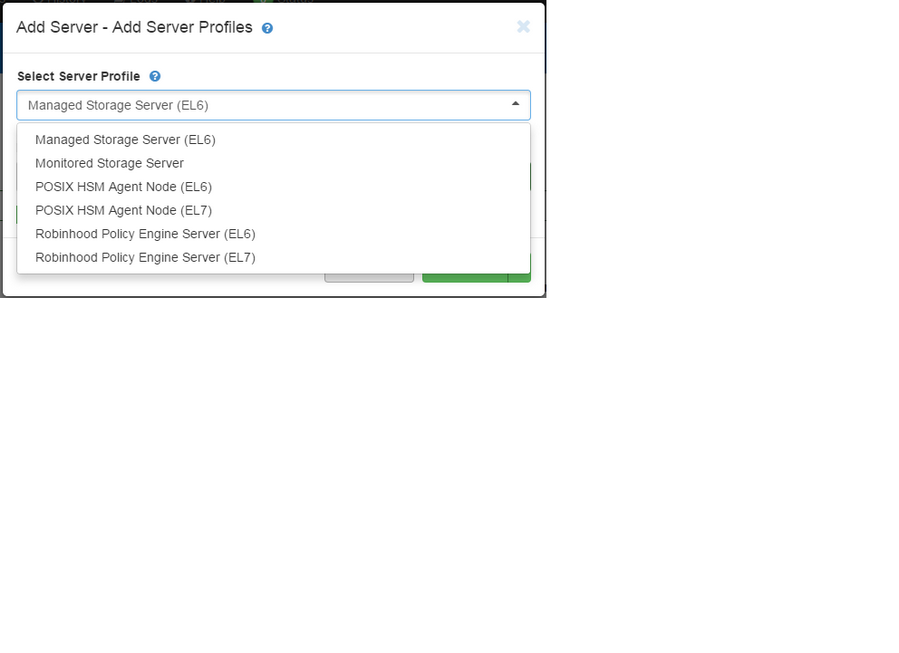 Add Server - Add Server Profiles ?
Select Server Profile ?
Managed Storage Server (EL6)
Managed Storage Server (EL6)
Monitored Storage Server
POSIX HSM Agent Node (EL6)
POSIX HSM Agent Node (EL7)
Robinhood Policy Engine Server (EL6)
Robinhood Policy Engine Server (EL7)